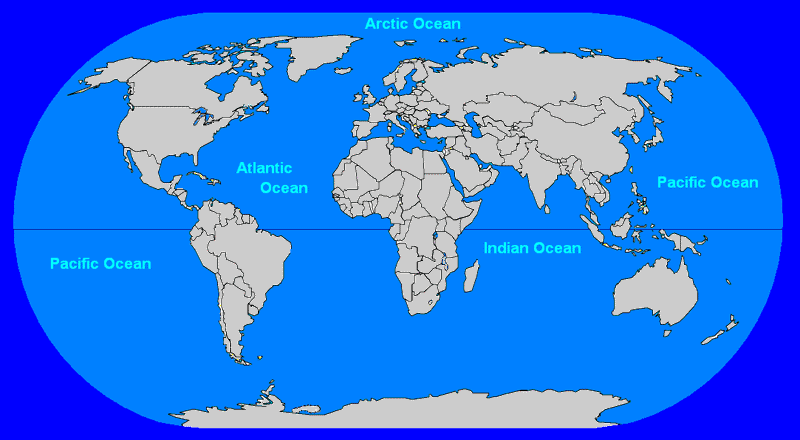 Arctic Ocean
Atlantic
Ocean
Pacific Ocean
Indian Ocean
Pacific Ocean